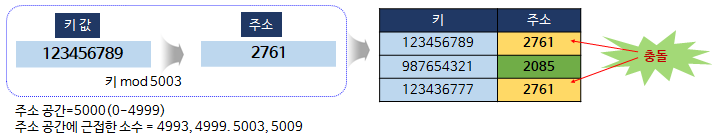 키 값
주소
123456789
2761
키 mod 5003
주소 공간=5000(0-4999)
주소 공간에 근접한 소수 = 4993, 4999. 5003, 5009
키 주소
123456789 2761
987654321 2085
123436777 2761
충돌